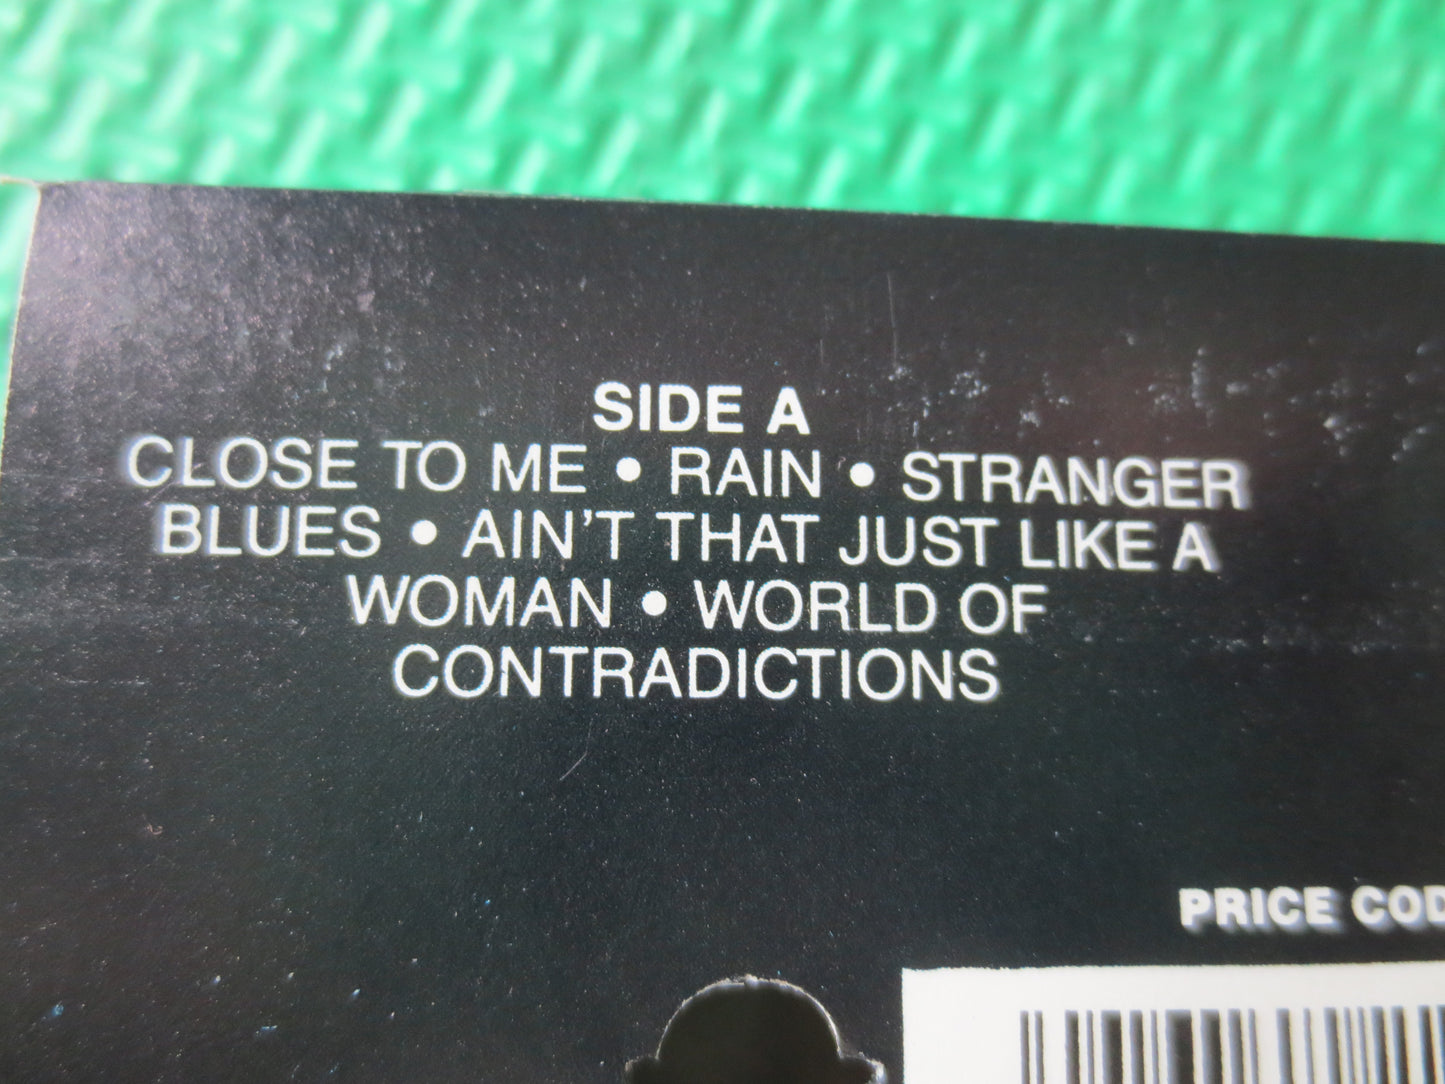 SIDE A
CLOSE TO ME • RAIN • STRANGER
BLUES • AIN'T THAT JUST LIKE A
WOMAN • WORLD OF
CONTRADICTIONS
PRICE COD